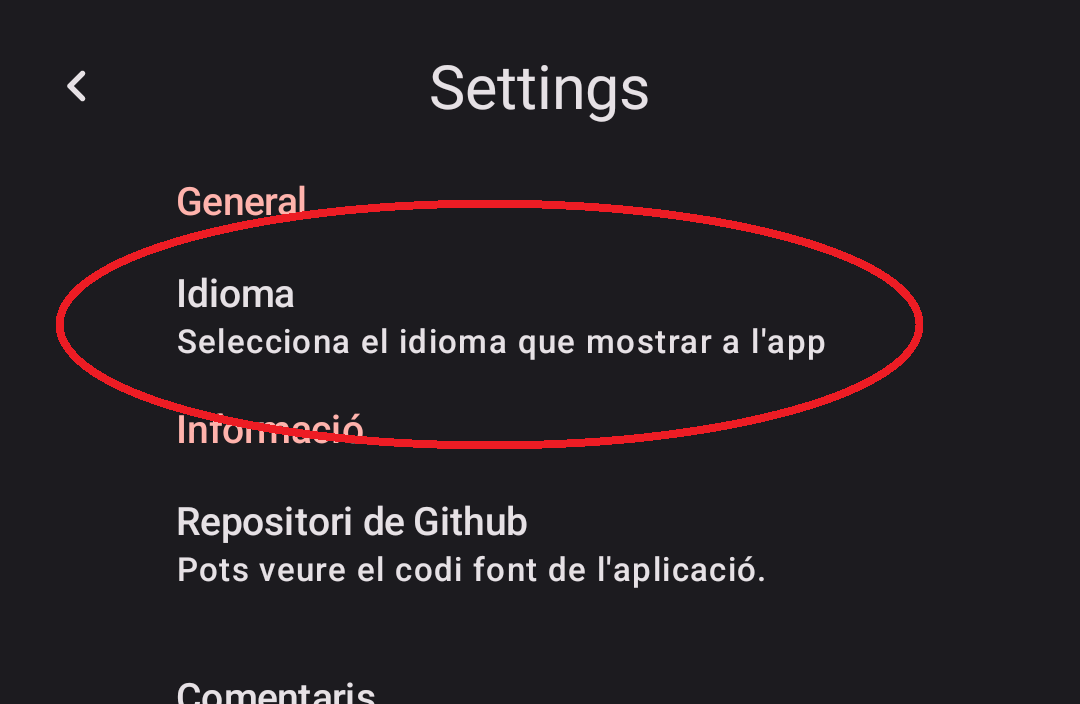 Settings
General
Idioma
Selecciona el idioma que mostrar a l'app
Informació
Repositori de Github
Pots veure el codi font de l'aplicació.
Comentaris